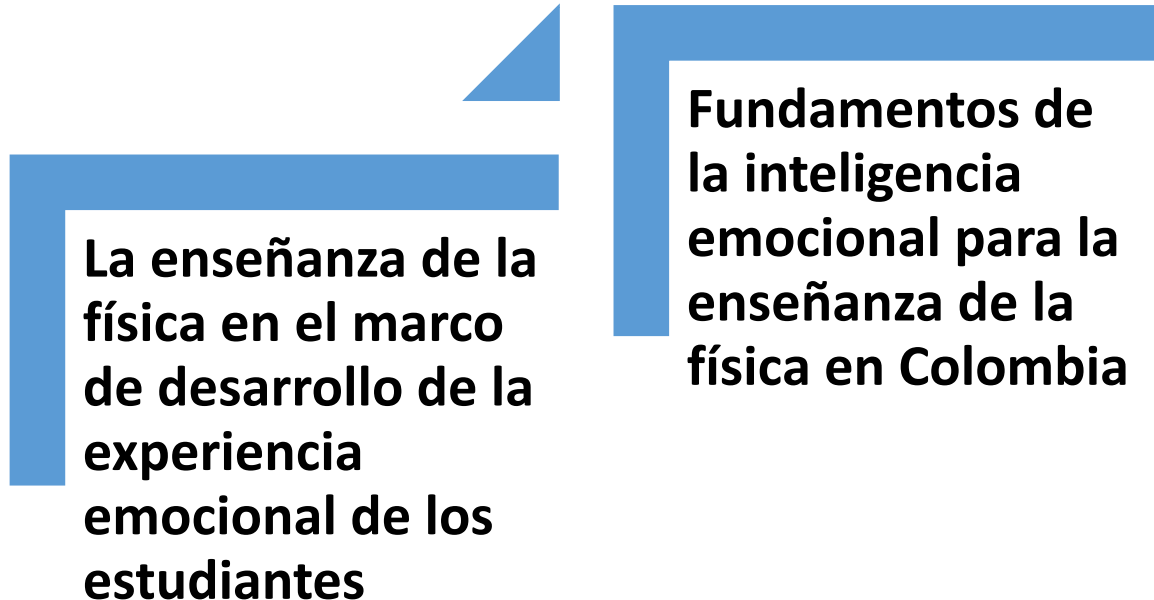 La enseñanza de la
física en el marco
de desarrollo de la
experiencia
emocional de los
estudiantes
Fundamentos de
la inteligencia
emocional para la
enseñanza de la
física en Colombia